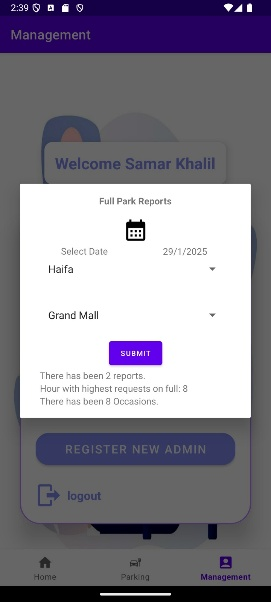 2:39
Management
Welcome Samar Khalil
Full Park Reports
Select Date 29/1/2025
Haifa
Grand Mall
SUBMIT
There has been 2 reports.
Hour with highest requests on full: 8
There has been 8 Occasions.
REGISTER NEW ADMIN
logout
Home Parking Management